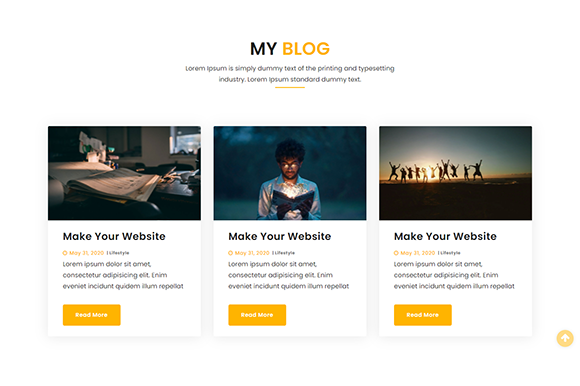 MY BLOG
Lorem Ipsum is simply dummy text of the printing and typesetting
industry. Lorem Ipsum standard dummy text.
Make Your Website
May 31, 2020 | Lifestyle
Lorem ipsum dolor sit amet,
consectetur adipisicing elit. Enim
eveniet incidunt quidem illum repellat
Read More
Make Your Website
May 31, 2020 | Lifestyle
Lorem ipsum dolor sit amet,
consectetur adipisicing elit. Enim
eveniet incidunt quidem illum repellat
Read More
Make Your Website
May 31, 2020 | Lifestyle
Lorem ipsum dolor sit amet,
consectetur adipisicing elit. Enim
eveniet incidunt quidem illum repellat
Read More